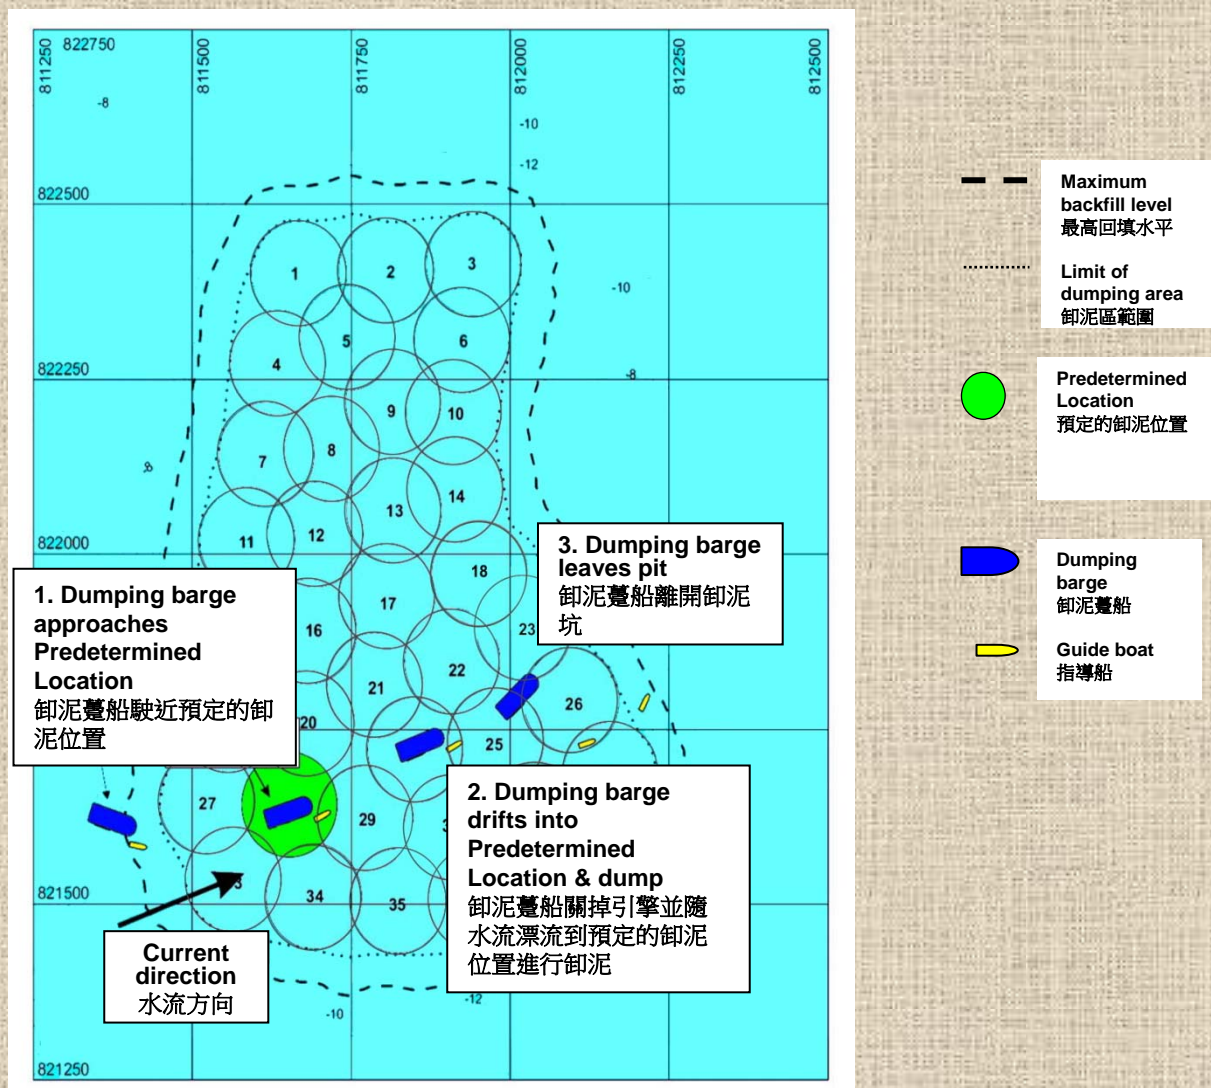 811250
822750
811500
811750
812000
812250
812500
-8
-10
-12
822500
1
2
3
-10
5
6
4
822250
-8
9
10
8
7
-8
14
13
12
11
822000
18
17
16
23
22
21
26
20
25
27
29
34
35
821500
-12
-10
821250
1. Dumping barge
approaches
Predetermined
Location
卸泥躉船駛近預定的卸
泥位置
3. Dumping barge
leaves pit
卸泥躉船離開卸泥
坑
2. Dumping barge
drifts into
Predetermined
Location & dump
卸泥躉船關掉引擎並隨
水流漂流到預定的卸泥
位置進行卸泥
Current
direction
水流方向
Maximum
backfill level
最高回填水平
Limit of
dumping area
卸泥區範圍
Predetermined
Location
預定的卸泥位置
Dumping
barge
卸泥躉船
Guide boat
指導船